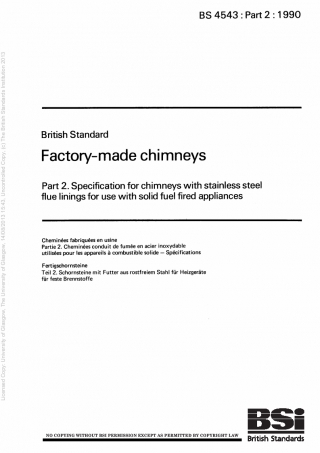 BS 4543 : Part 2 : 1990
British Standard
Factory-made chimneys
Part 2. Specification for chimneys with stainless steel
flue linings for use with solid fuel fired appliances
Cheminées fabriquées en usine
Partie 2. Cheminées conduit de fumée en acier inoxydable
utilisées pour les appareils à combustible solide — Spécifications
Fertigschornsteine
Teil 2. Schornsteine mit Futter aus rostfreiem Stahl für Heizgeräte
für feste Brennstoffe
BSi
British Standards
NO COPYING WITHOUT BSI PERMISSION EXCEPT AS PERMITTED BY COPYRIGHT LAW
Licensed Copy: University of Glasgow, The University of Glasgow, 14/09/2013 15:43, Uncontrolled Copy, (c) The British Standards Institution 2013